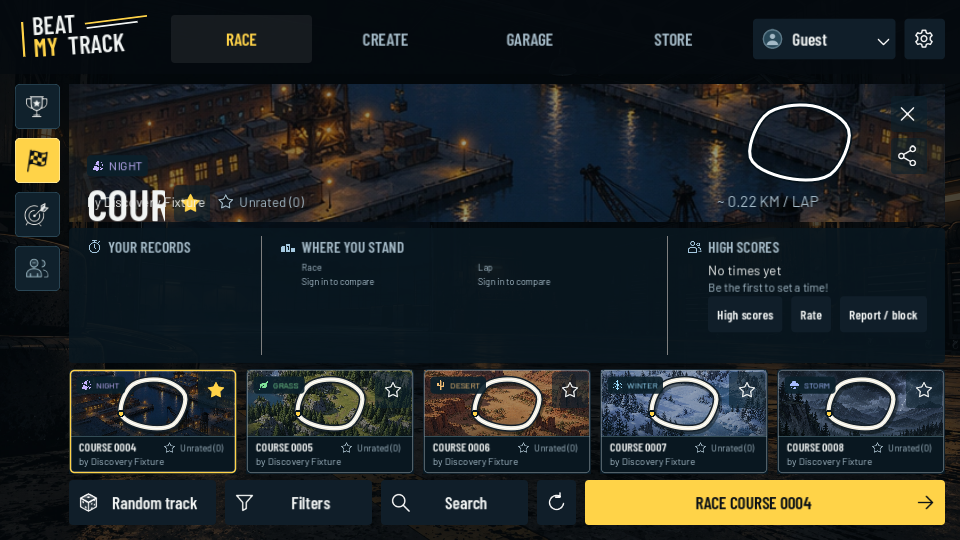 BEAT
MY TRACK
RACE
CREATE
GARAGE
STORE
Guest
NIGHT
COUR
by Discovery Fixture
Unrated (0)
~ 0.22 KM / LAP
YOUR RECORDS
WHERE YOU STAND
Race
Sign in to compare
Lap
Sign in to compare
HIGH SCORES
No times yet
Be the first to set a time!
High scores
Rate
Report / block
NIGHT
COURSE 0004
Unrated (0)
by Discovery Fixture
GRASS
COURSE 0005
Unrated (0)
by Discovery Fixture
DESERT
COURSE 0006
Unrated (0)
by Discovery Fixture
WINTER
COURSE 0007
Unrated (0)
by Discovery Fixture
STORM
COURSE 0008
Unrated (0)
by Discovery Fixture
Random track
Filters
Search
RACE COURSE 0004